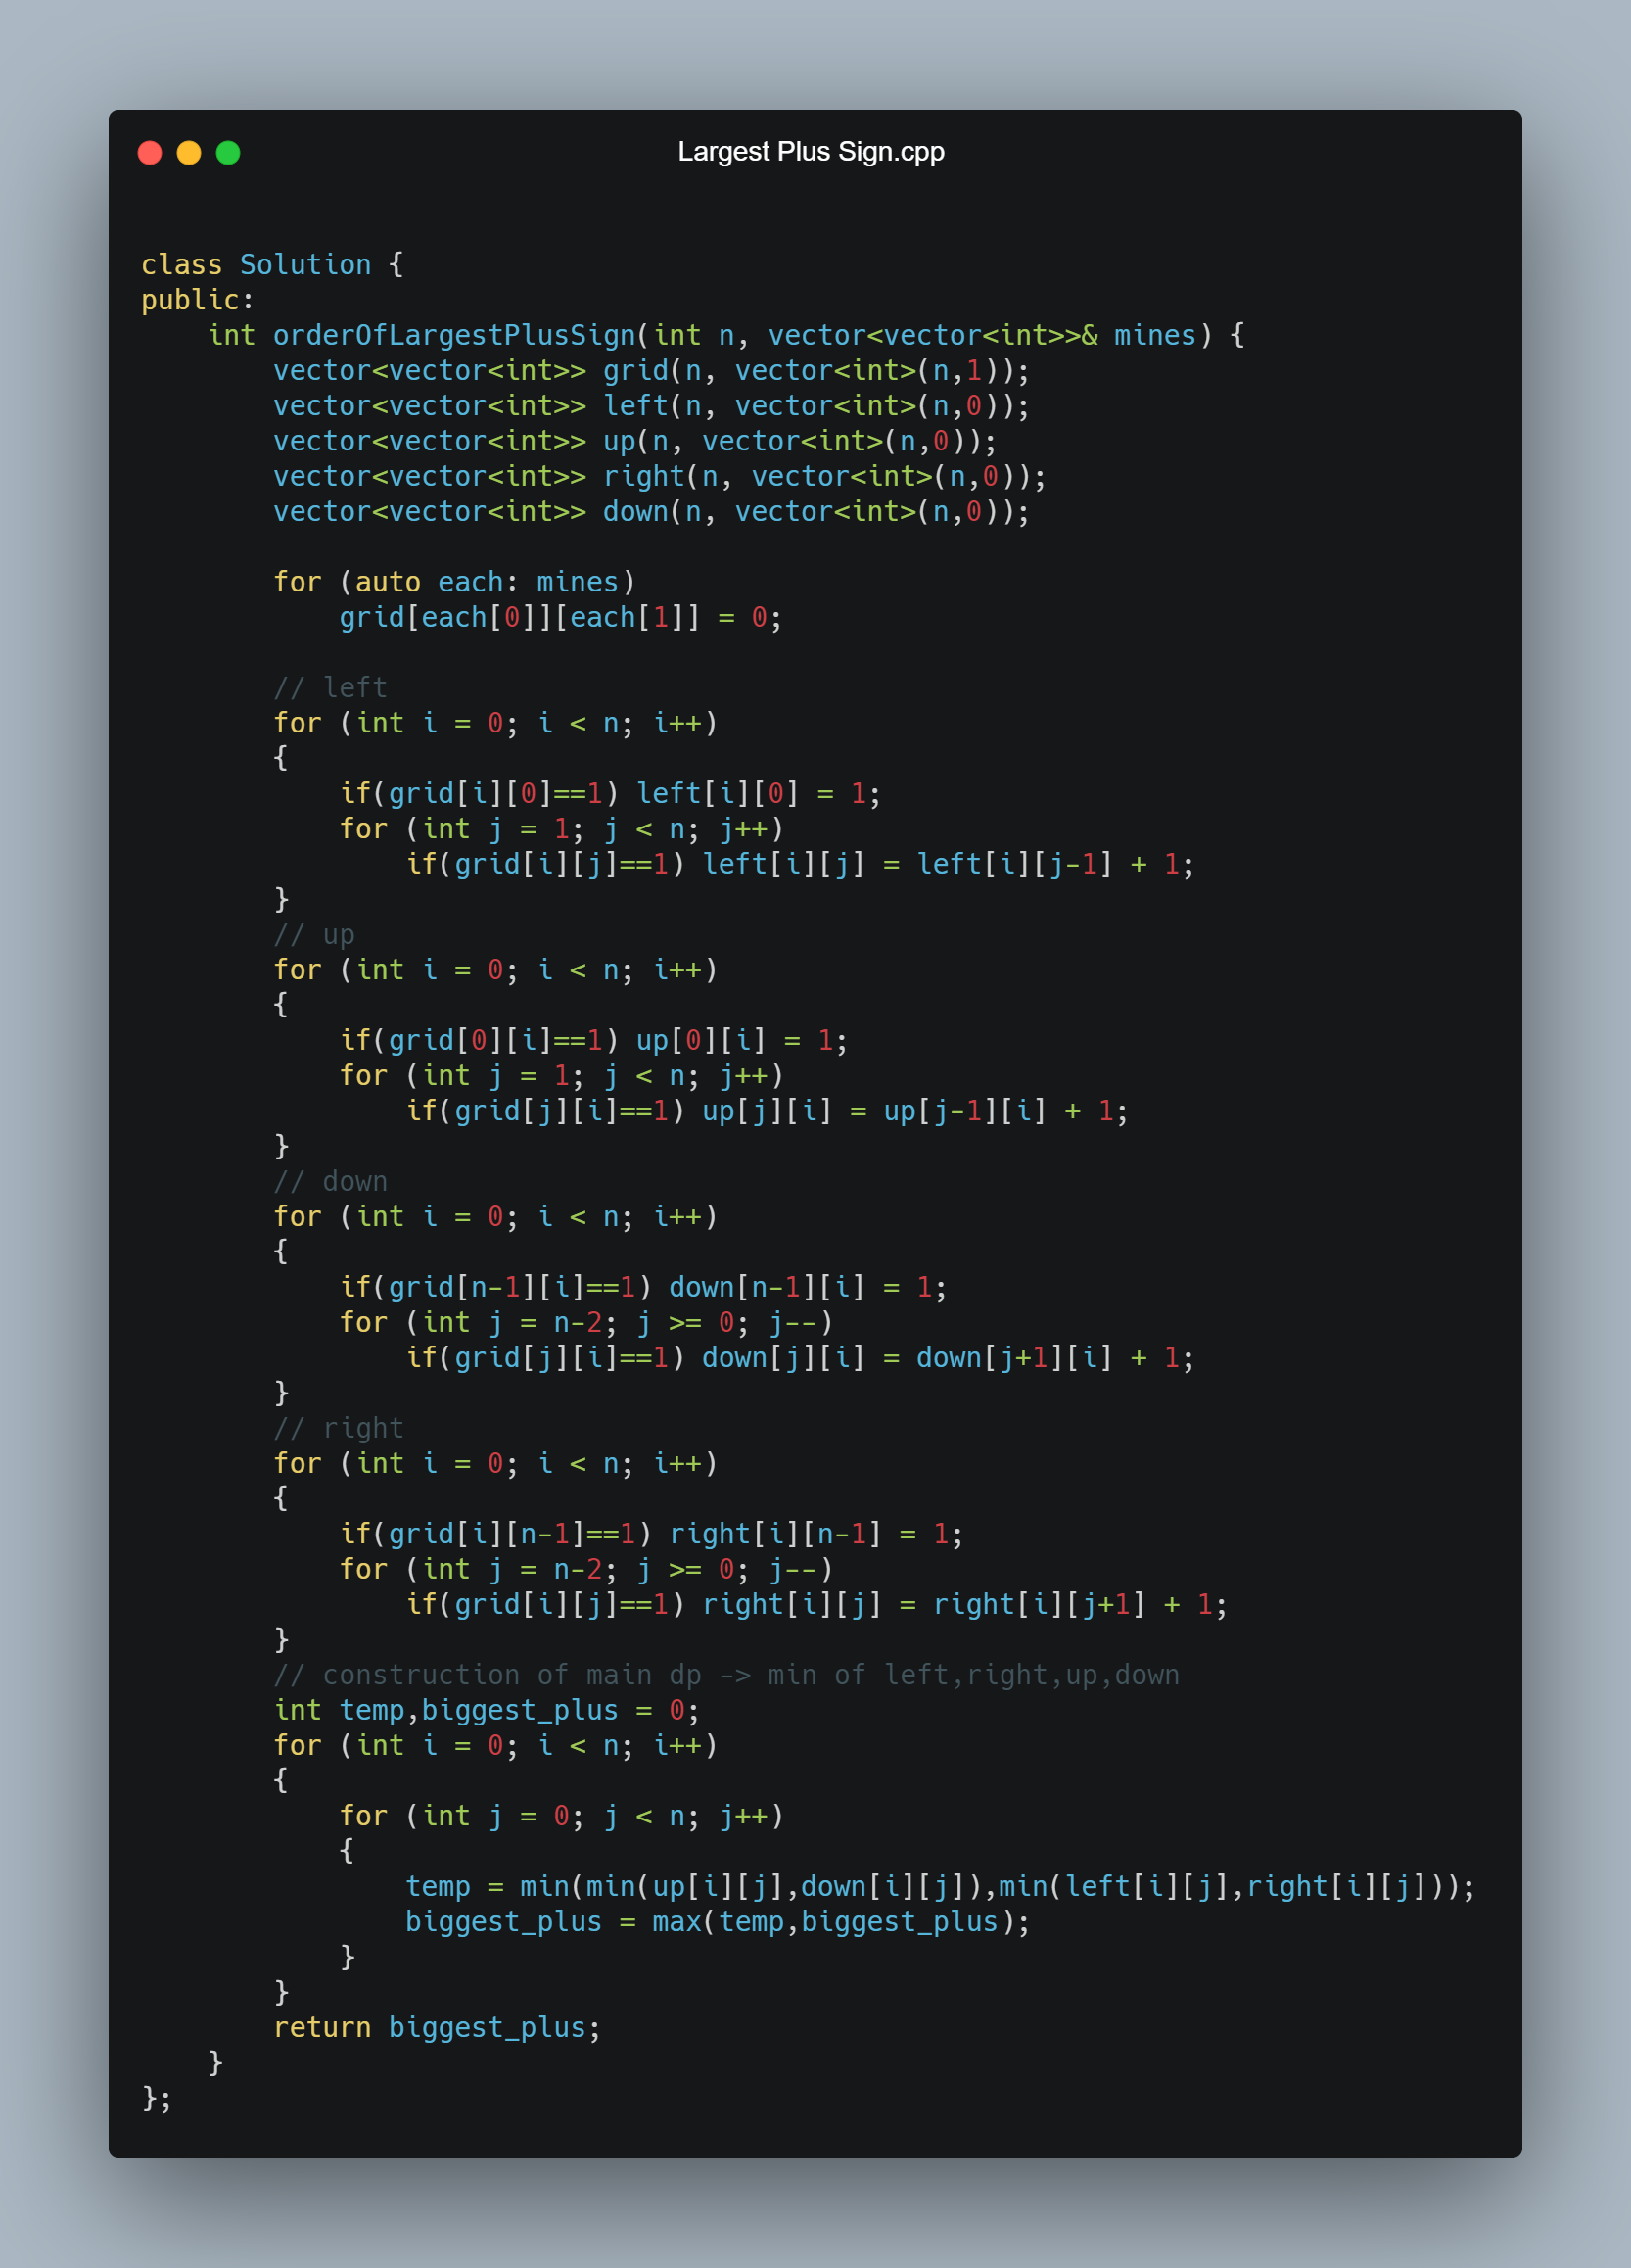 Largest Plus Sign.cpp
class Solution {
public:
    int orderOfLargestPlusSign(int n, vector<vector<int>>& mines) {
        vector<vector<int>> grid(n, vector<int>(n,1));
        vector<vector<int>> left(n, vector<int>(n,0));
        vector<vector<int>> up(n, vector<int>(n,0));
        vector<vector<int>> right(n, vector<int>(n,0));
        vector<vector<int>> down(n, vector<int>(n,0));

        for (auto each: mines)
            grid[each[0]][each[1]] = 0;

        // left
        for (int i = 0; i < n; i++)
        {
            if(grid[i][0]==1) left[i][0] = 1;
            for (int j = 1; j < n; j++)
                if(grid[i][j]==1) left[i][j] = left[i][j-1] + 1;
        }
        // up
        for (int i = 0; i < n; i++)
        {
            if(grid[0][i]==1) up[0][i] = 1;
            for (int j = 1; j < n; j++)
                if(grid[j][i]==1) up[j][i] = up[j-1][i] + 1;
        }
        // down
        for (int i = 0; i < n; i++)
        {
            if(grid[n-1][i]==1) down[n-1][i] = 1;
            for (int j = n-2; j >= 0; j--)
                if(grid[j][i]==1) down[j][i] = down[j+1][i] + 1;
        }
        // right
        for (int i = 0; i < n; i++)
        {
            if(grid[i][n-1]==1) right[i][n-1] = 1;
            for (int j = n-2; j >= 0; j--)
                if(grid[i][j]==1) right[i][j] = right[i][j+1] + 1;
        }
        // construction of main dp -> min of left,right,up,down
        int temp,biggest_plus = 0;
        for (int i = 0; i < n; i++)
        {
            for (int j = 0; j < n; j++)
            {
                temp = min(min(up[i][j],down[i][j]),min(left[i][j],right[i][j]));
                biggest_plus = max(temp,biggest_plus);
            }
        }
        return biggest_plus;
    }
};